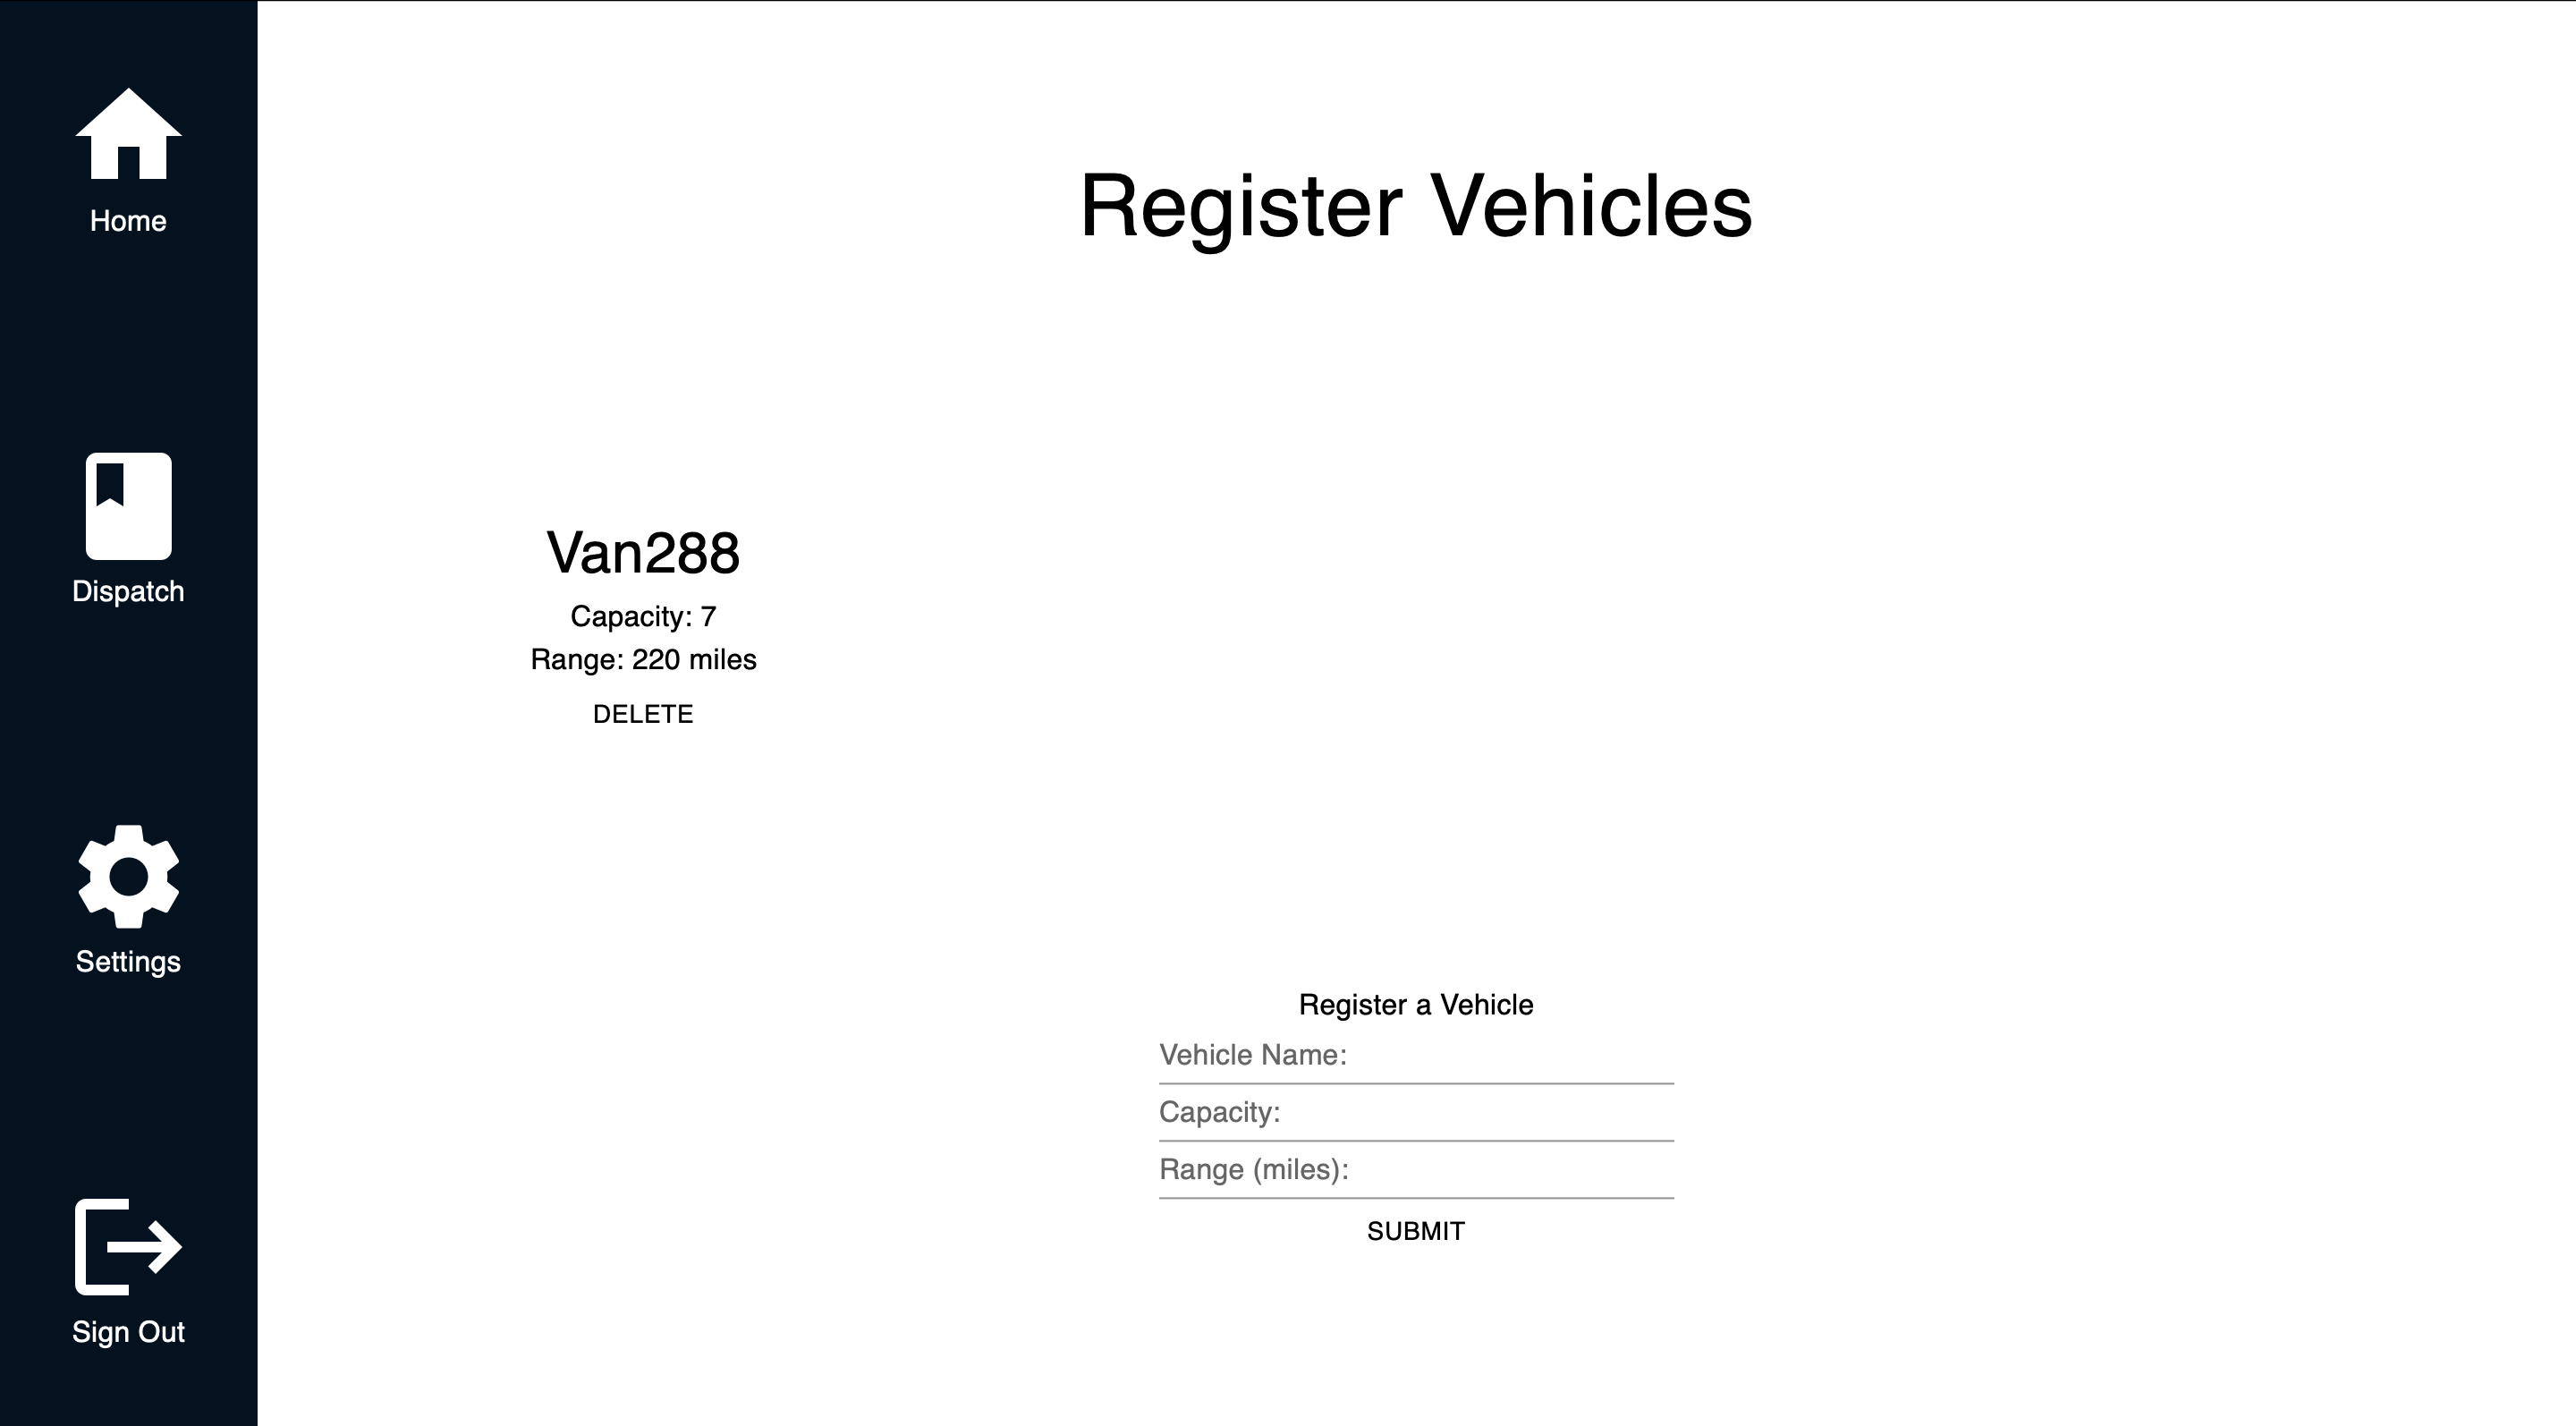 Home
Dispatch
Settings
Sign Out
Register Vehicles
Van288
Capacity: 7
Range: 220 miles
DELETE
Register a Vehicle
Vehicle Name:
Capacity:
Range (miles):
SUBMIT